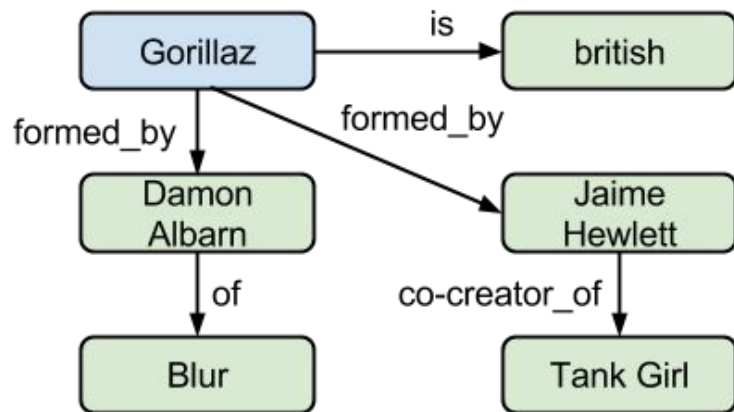 is
Gorillaz
british
formed_by
formed_by
Damon
Albarn
Jaime
Hewlett
of
co-creator_of
Blur
Tank Girl